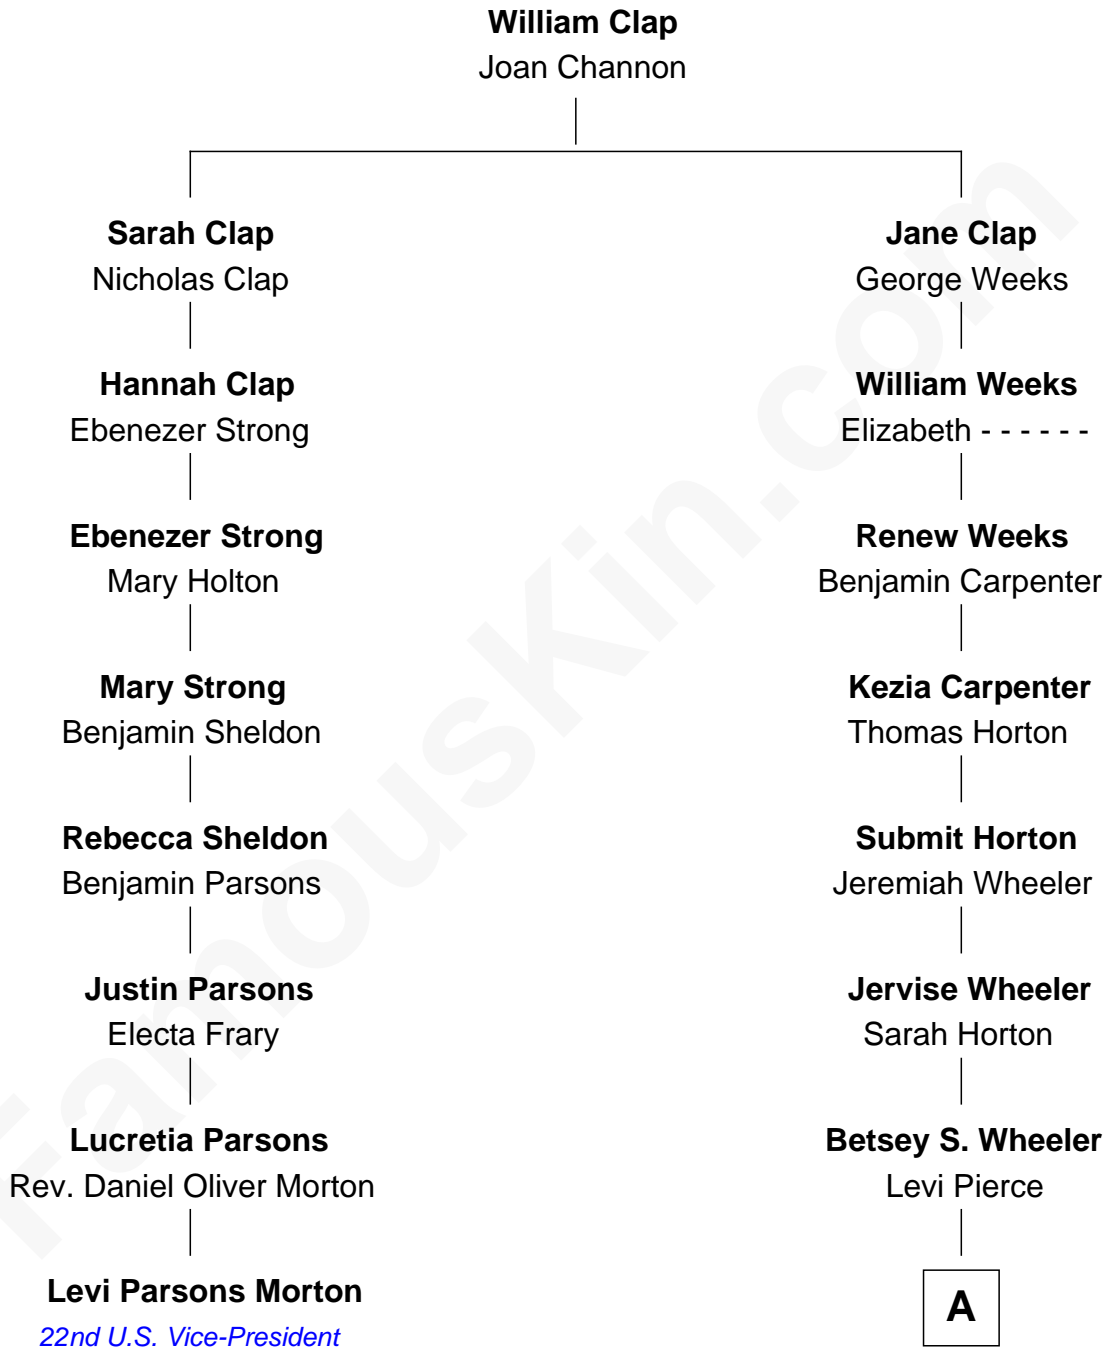 William Clap
Joan Channon
Sarah Clap
Nicholas Clap
Jane Clap
George Weeks
Hannah Clap
Ebenezer Strong
William Weeks
Elizabeth - - - - - -
Ebenezer Strong
Mary Holton
Renew Weeks
Benjamin Carpenter
Mary Strong
Benjamin Sheldon
Kezia Carpenter
Thomas Horton
Rebecca Sheldon
Benjamin Parsons
Submit Horton
Jeremiah Wheeler
Justin Parsons
Electa Frary
Jervise Wheeler
Sarah Horton
Lucretia Parsons
Rev. Daniel Oliver Morton
Betsey S. Wheeler
Levi Pierce
Levi Parsons Morton
22nd U.S. Vice-President
A
FamousKin.com